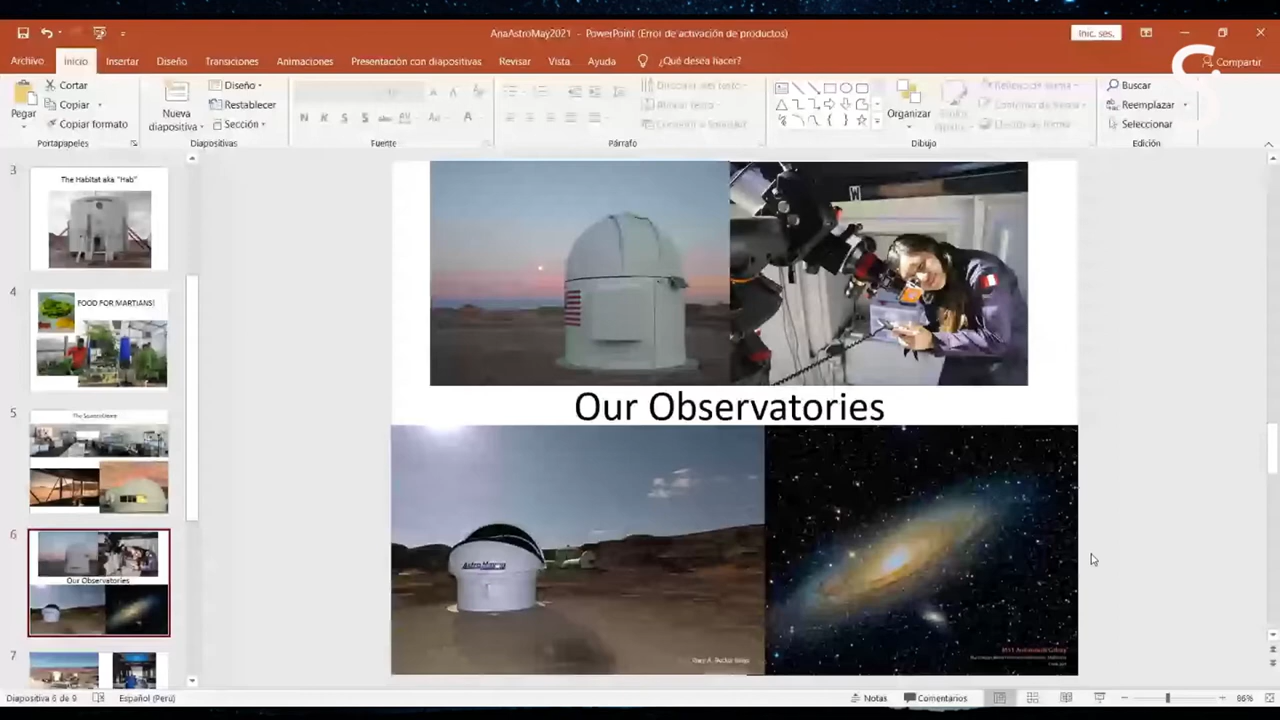 AnaAstroMay2021 - PowerPoint (Error de activación de productos)
Inic. ses.
Archivo Inicio Insertar Diseño Transiciones Animaciones Presentación con diapositivas Revisar Vista Ayuda ¿Qué desea hacer? Compartir
Pegar
Cortar
Copiar
Copiar formato
Nueva diapositiva
Diseño
Restablecer
Sección
N K S S
Organizar
Buscar
Reemplazar
Seleccionar
Portapapeles Diapositivas Fuente Párrafo Dibujo Edición
3
The Habitat aka "Hab"
4
FOOD FOR MARTIANS!
5
6
Our Observatories
7
W
Our Observatories
Diapositiva 6 de 9 Español (Perú) Notas Comentarios 86%